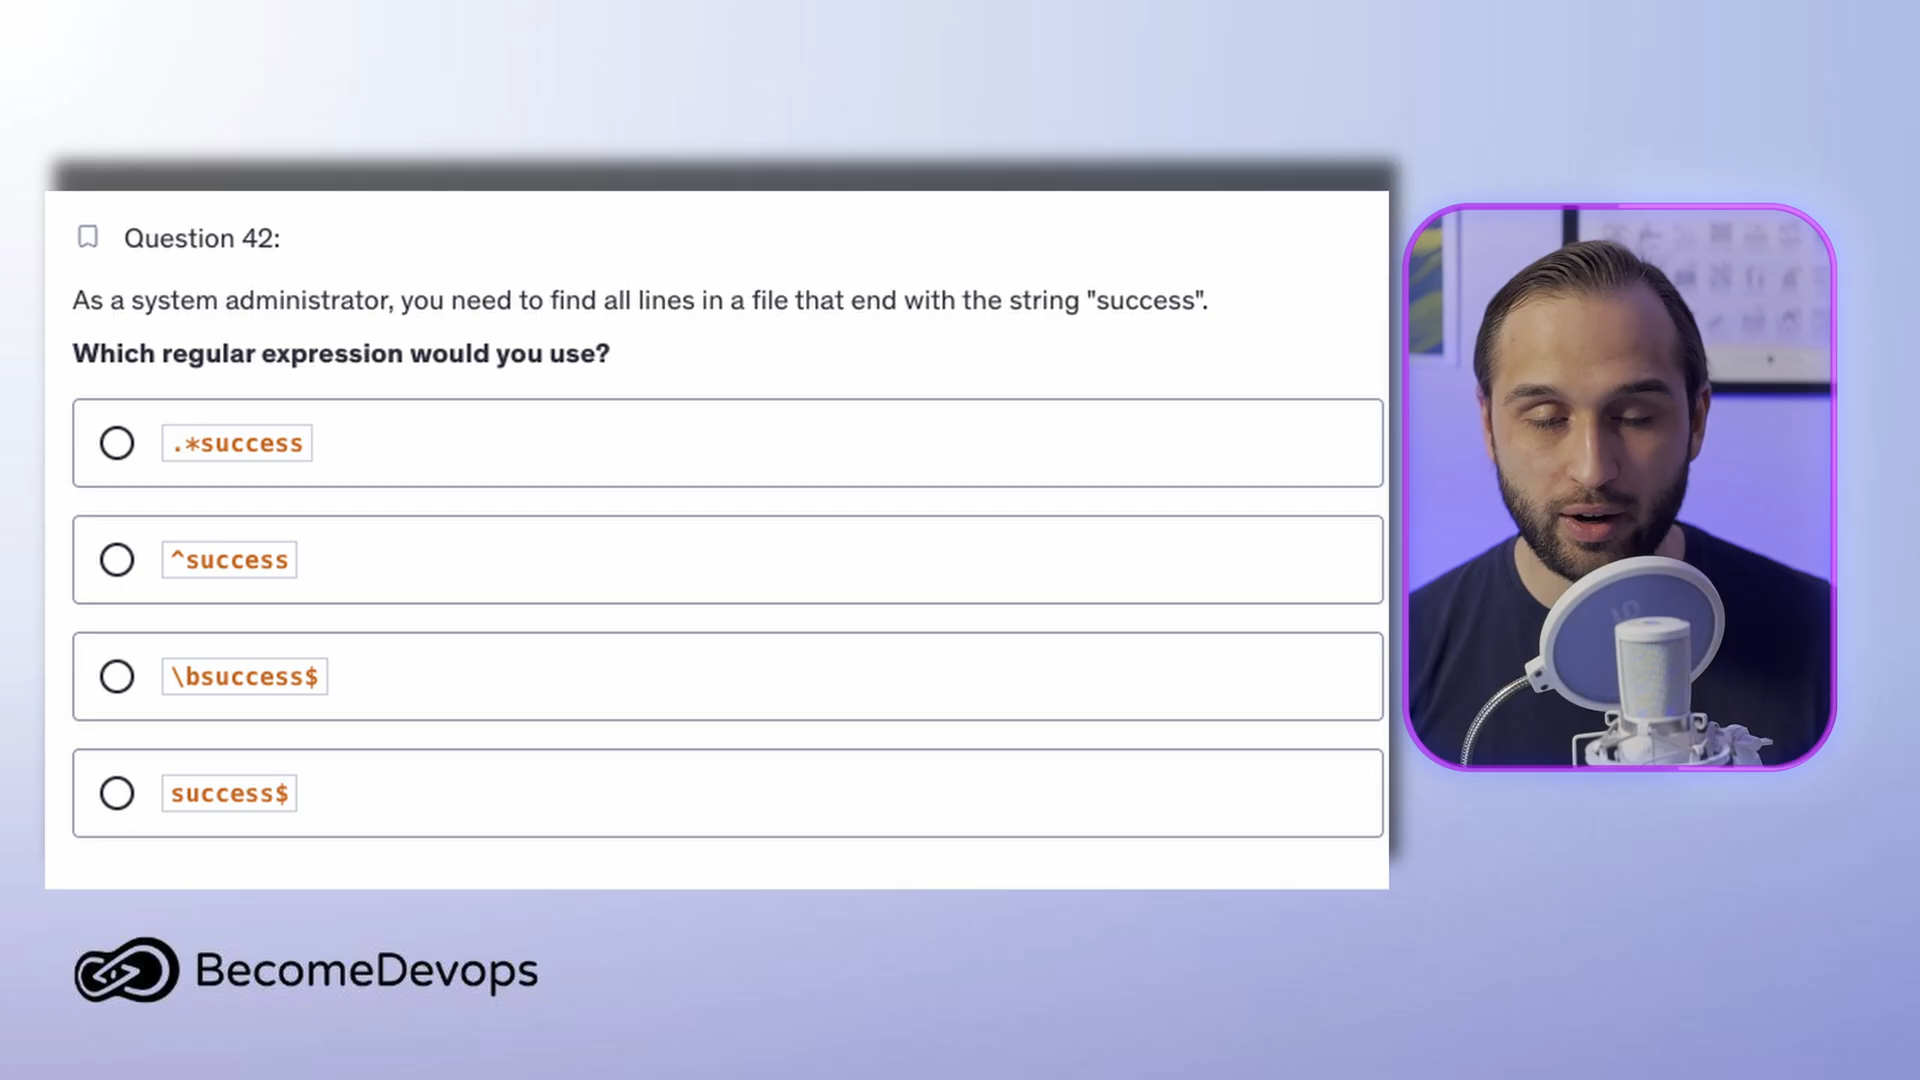 Question 42:
As a system administrator, you need to find all lines in a file that end with the string "success".
Which regular expression would you use?
.*success
^success
\bsuccess$
success$
BecomeDevops